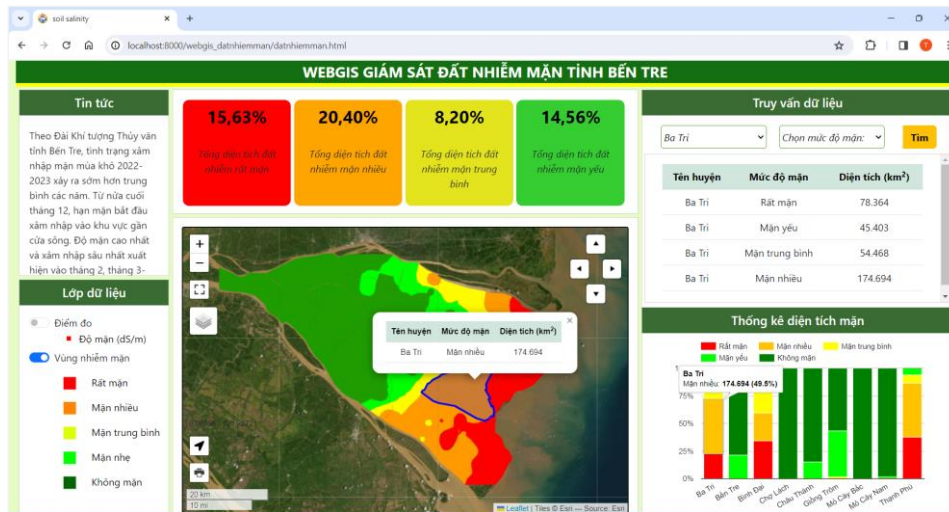 soil salinity
localhost:8000/webgis_datnhiemman/datnhiemman.html
WEBGIS GIÁM SÁT ĐẤT NHIỄM MẶN TỈNH BẾN TRE
Tin tức
Theo Đài Khí tượng Thủy văn
tỉnh Bến Tre, tình trạng xâm
nhập mặn mùa khô 2022-
2023 xảy ra sớm hơn trung
bình các năm. Từ nửa cuối
tháng 12, hạn mặn bắt đầu
xâm nhập vào khu vực gần
cửa sông. Độ mặn cao nhất
và xâm nhập sâu nhất xuất
hiện vào tháng 2, tháng 3-
Lớp dữ liệu
Điểm đo
Độ mặn (dS/m)
Vùng nhiễm mặn
Rất mặn
Mặn nhiều
Mặn trung bình
Mặn nhẹ
Không mặn
15,63%
Tổng diện tích đất
nhiễm rất mặn
20,40%
Tổng diện tích đất
nhiễm mặn nhiều
8,20%
Tổng diện tích đất
nhiễm mặn trung
bình
14,56%
Tổng diện tích đất
nhiễm mặn yếu
+
−
Tên huyện Mức độ mặn Diện tích (km²)
Ba Tri Mặn nhiều 174.694
×
20 km
10 mi
Leaflet | Tiles © Esri — Source: Esri
Truy vấn dữ liệu
Ba Tri
Chọn mức độ mặn:
Tìm
Tên huyện Mức độ mặn Diện tích (km²)
Ba Tri Rất mặn 78.364
Ba Tri Mặn yếu 45.403
Ba Tri Mặn trung bình 54.468
Ba Tri Mặn nhiều 174.694
Thống kê diện tích mặn
Rất mặn Mặn nhiều Mặn trung bình
Mặn yếu Không mặn
Ba Tri
Mặn nhiều: 174.694 (49.5%)
75%
50%
25%
0%
Ba Tri Bến Tre Bình Đại Chợ Lách Châu Thành Giồng Trôm Mỏ Cày Bắc Mỏ Cày Nam Thạnh Phú